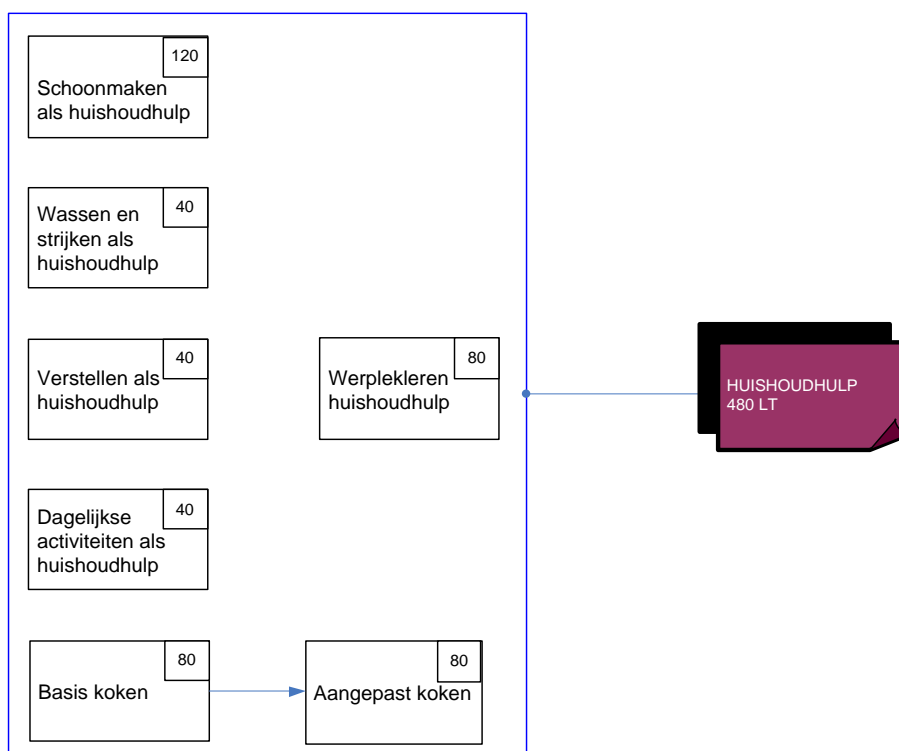 120
Schoonmaken
als huishoudhulp
40
Wassen en
strijken als
huishoudhulp
40
Verstellen als
huishoudhulp
80
Werplekleren
huishoudhulp
HUISHOUDHULP
480 LT
40
Dagelijkse
activiteiten als
huishoudhulp
80
Basis koken
80
Aangepast koken